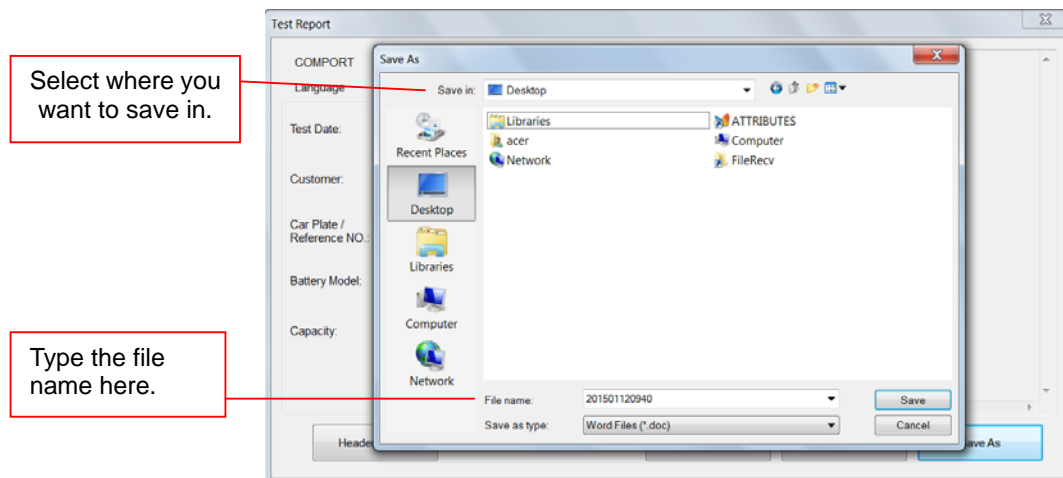 Test Report
Select where you
want to save in.
COMPORT
Language
Test Date:
Customer:
Car Plate /
Reference NO.:
Battery Model:
Capacity:
Save As
Save in:
Desktop
Recent Places
Desktop
Libraries
Computer
Network
Libraries
acer
Network
ATTRIBUTES
Computer
FileRecv
Type the file
name here.
File name:
201501120940
Save
Save as type:
Word Files (*.doc)
Cancel
Heade
ave As